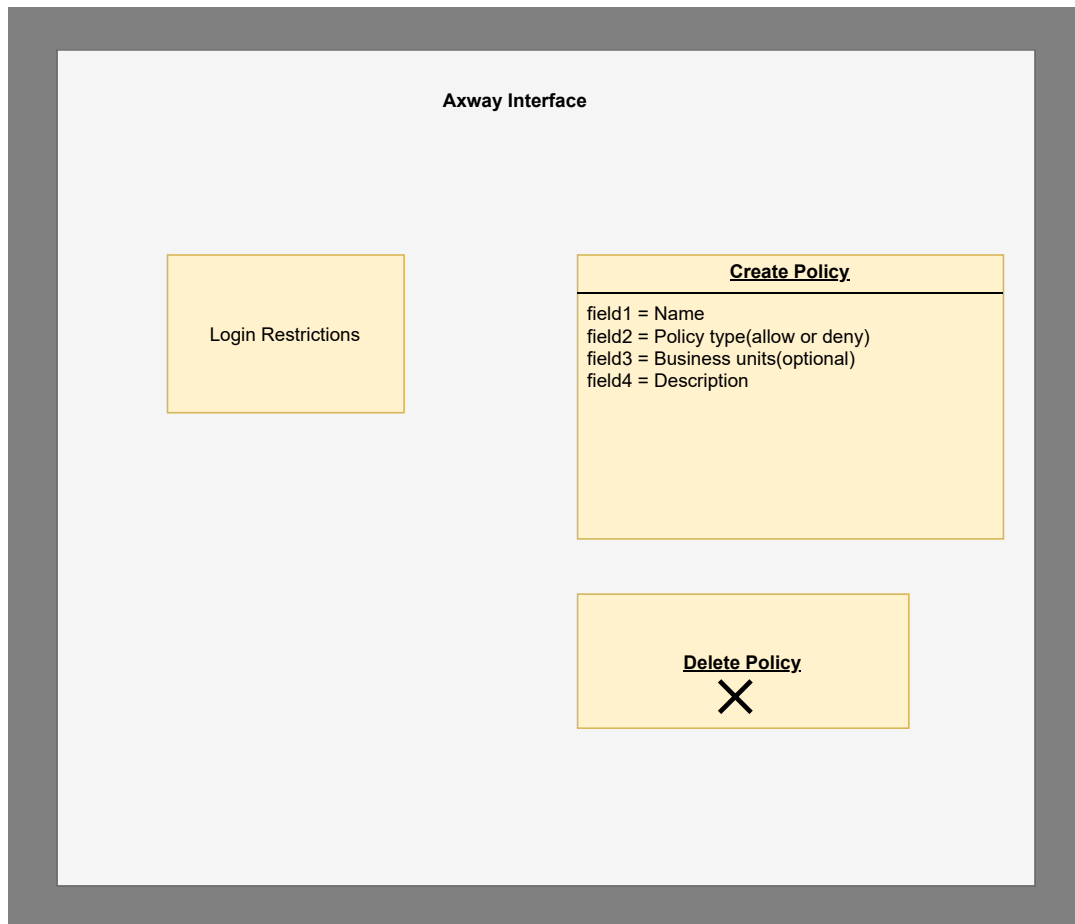 Axway Interface
Login Restrictions
Create Policy
field1 = Name
field2 = Policy type(allow or deny)
field3 = Business units(optional)
field4 = Description
Delete Policy